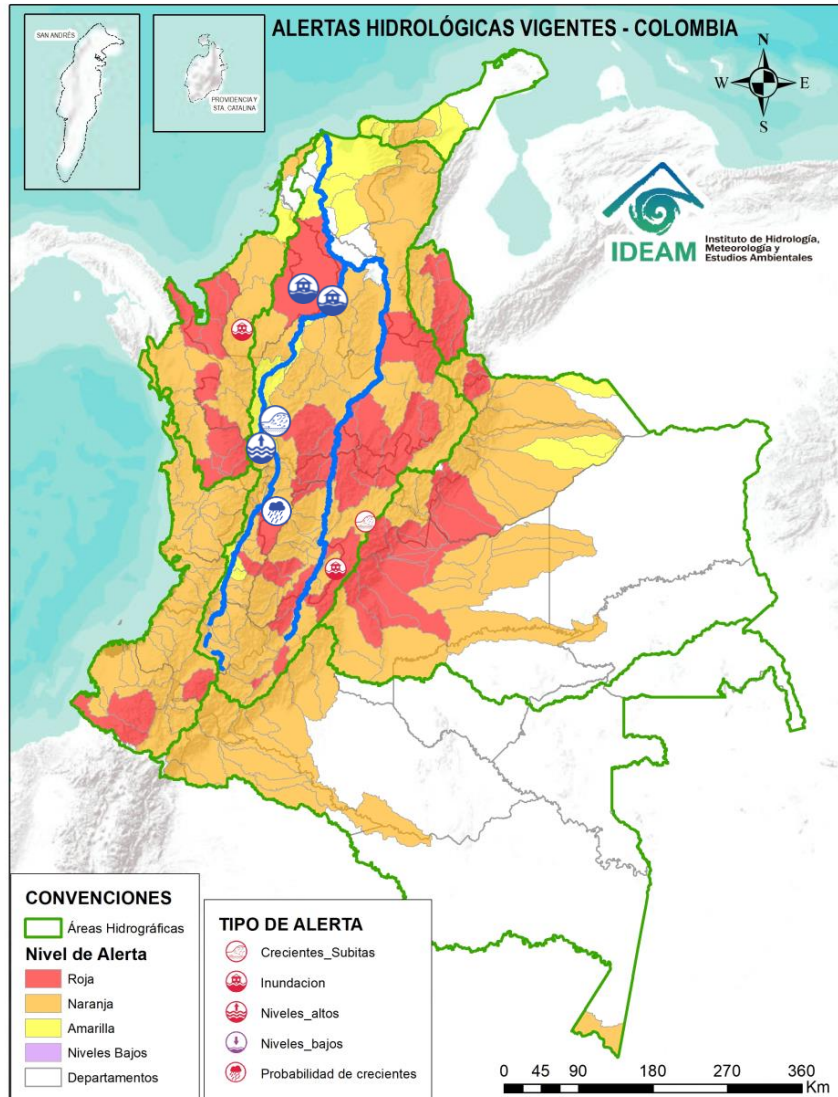 ALERTAS HIDROLÓGICAS VIGENTES - COLOMBIA
SAN ANDRÉS
PROVIDENCIA Y
STA. CATALINA
N
W
E
S
IDEAM
Instituto de Hidrología,
Meteorología y
Estudios Ambientales
CONVENCIONES
Áreas Hidrográficas
Nivel de Alerta
Roja
Naranja
Amarilla
Niveles Bajos
Departamentos
TIPO DE ALERTA
Crecientes_Subitas
Inundacion
Niveles_altos
Niveles_bajos
Probabilidad de crecientes
0 45 90 180 270 360
Km